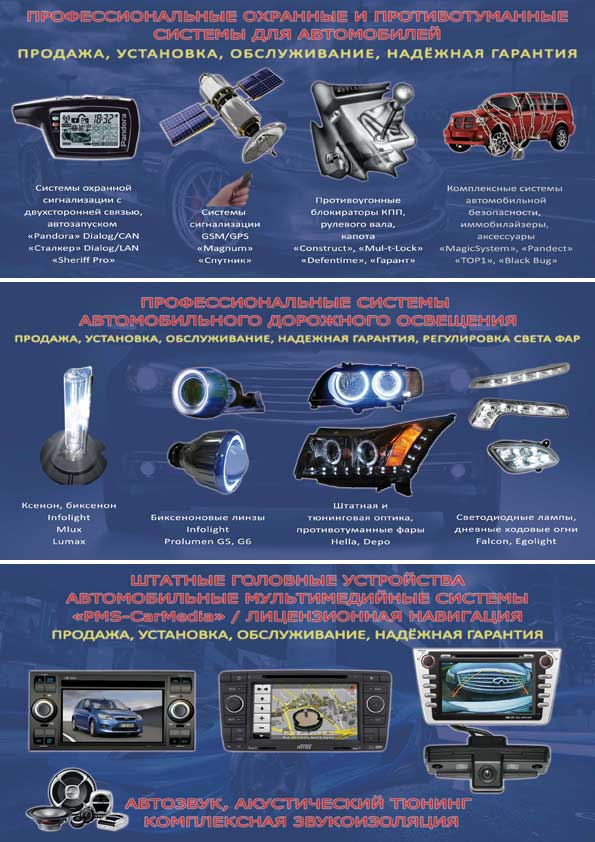 ПРОФЕССИОНАЛЬНЫЕ ОХРАННЫЕ И ПРОТИВОТУМАННЫЕ
СИСТЕМЫ ДЛЯ АВТОМОБИЛЕЙ
ПРОДАЖА, УСТАНОВКА, ОБСЛУЖИВАНИЕ, НАДЁЖНАЯ ГАРАНТИЯ
18:32
Pandora
Системы охранной
сигнализации с
двухсторонней связью,
автозапуском
«Pandora» Dialog/CAN
«Сталкер» Dialog/LAN
«Sheriff Pro»
Системы
сигнализации
GSM/GPS
«Magnum»
«Спутник»
Противоугонные
блокираторы КПП,
рулевого вала,
капота
«Construct», «Mul-t-Lock»
«Defentime», «Гарант»
Комплексные системы
автомобильной
безопасности,
иммобилайзеры,
аксессуары
«MagicSystem», «Pandect»
«TOP1», «Black Bug»
ПРОФЕССИОНАЛЬНЫЕ СИСТЕМЫ
АВТОМОБИЛЬНОГО ДОРОЖНОГО ОСВЕЩЕНИЯ
ПРОДАЖА, УСТАНОВКА, ОБСЛУЖИВАНИЕ, НАДЕЖНАЯ ГАРАНТИЯ, РЕГУЛИРОВКА СВЕТА ФАР
Ксенон, биксенон
Infolight
Mlux
Lumax
Биксеноновые линзы
Infolight
Prolumen G5, G6
Штатная и
тюнинговая оптика,
противотуманные фары
Hella, Depo
Светодиодные лампы,
дневные ходовые огни
Falcon, Egolight
ШТАТНЫЕ ГОЛОВНЫЕ УСТРОЙСТВА
АВТОМОБИЛЬНЫЕ МУЛЬТИМЕДИЙНЫЕ СИСТЕМЫ
«PMS-CarMedia» / ЛИЦЕНЗИОННАЯ НАВИГАЦИЯ
ПРОДАЖА, УСТАНОВКА, ОБСЛУЖИВАНИЕ, НАДЁЖНАЯ ГАРАНТИЯ
АВТОЗВУК, АКУСТИЧЕСКИЙ ТЮНИНГ
КОМПЛЕКСНАЯ ЗВУКОИЗОЛЯЦИЯ